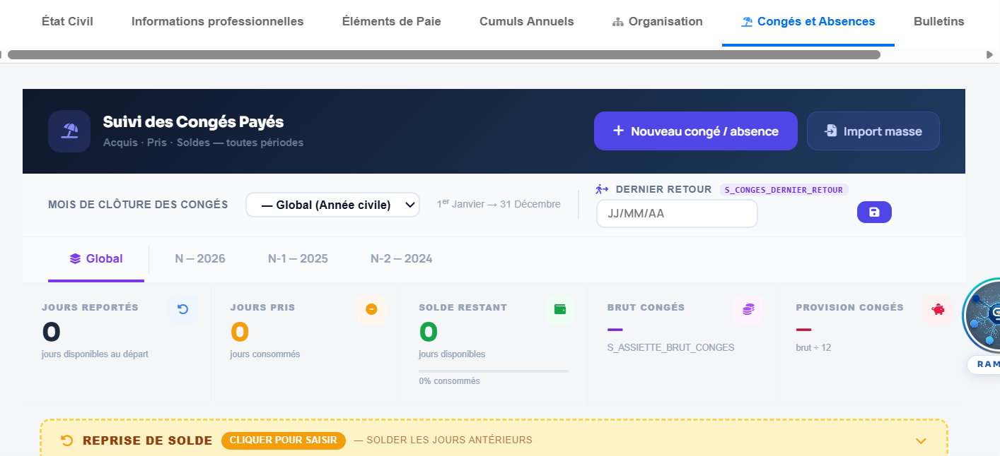 État Civil
Informations professionnelles
Éléments de Paie
Cumuls Annuels
Organisation
Congés et Absences
Bulletins
Suivi des Congés Payés
Acquis · Pris · Soldes — toutes périodes
+ Nouveau congé / absence
Import masse
MOIS DE CLÔTURE DES CONGÉS
— Global (Année civile)
1er Janvier → 31 Décembre
DERNIER RETOUR S_CONGES_DERNIER_RETOUR
JJ/MM/AA
Global
N – 2026
N-1 – 2025
N-2 – 2024
JOURS REPORTÉS
0
jours disponibles au départ
JOURS PRIS
0
jours consommés
SOLDE RESTANT
0
jours disponibles
0% consommés
BRUT CONGÉS
—
S_ASSIETTE_BRUT_CONGES
PROVISION CONGÉS
—
brut ÷ 12
RAM
REPRISE DE SOLDE CLIQUER POUR SAISIR — SOLDER LES JOURS ANTÉRIEURS